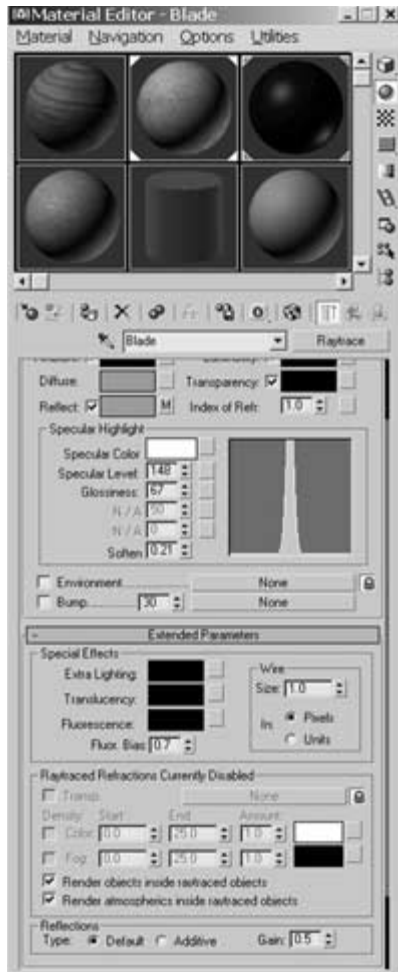 Material Editor - Blade
Material Navigation Options Utilities
Blade Raytrace
Diffuse: Transparency:
Reflect: M Index of Refr: 1.0
Specular Highlight
Specular Color
Specular Level: 148
Glossiness: 67
N / A 50
N / A 0
Soften 0.21
Environment None
Bump 30 None
- Extended Parameters
Special Effects
Extra Lighting:
Translucency:
Fluorescence:
Fluor. Bias 0.7
Wire
Size: 1.0
In: Pixels
Units
Raytraced Refractions Currently Disabled
Transp. None
Density: Start: End: Amount:
Color 0.0 25.0 1.0
Fog 0.0 25.0 1.0
Render objects inside raytraced objects
Render atmospherics inside raytraced objects
Reflections
Type: Default Additive Gain: 0.5